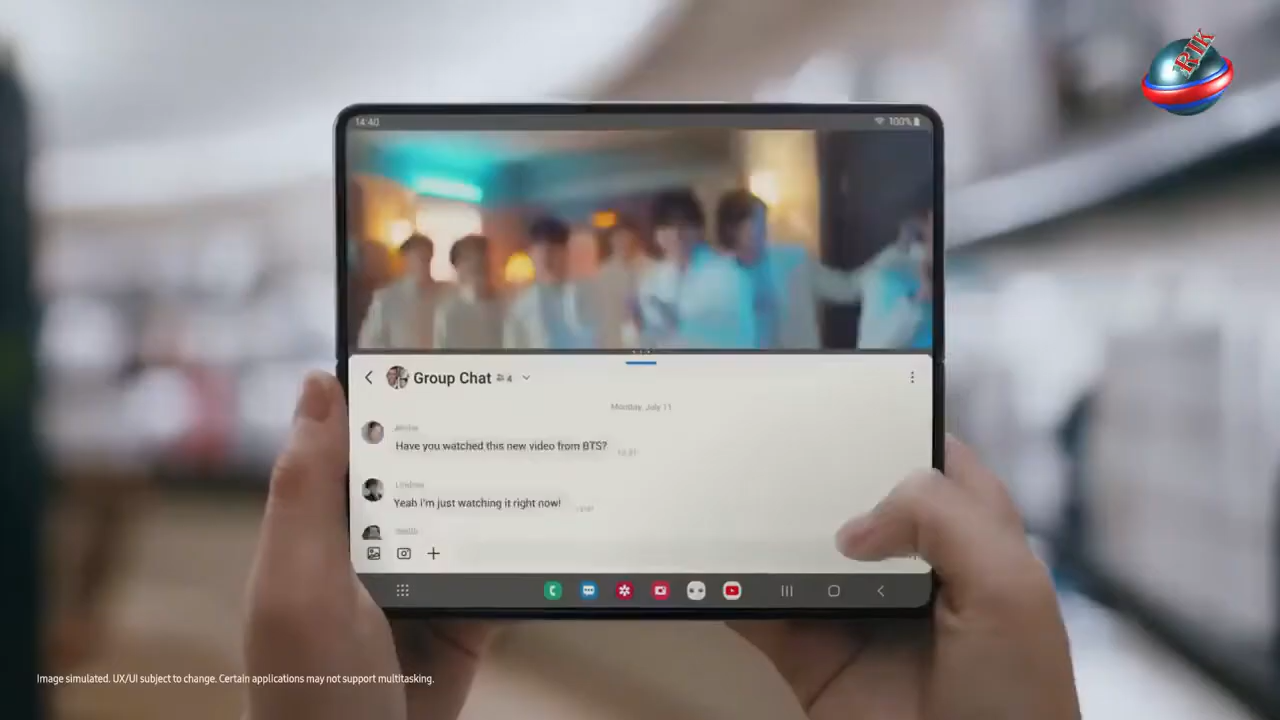 RIK
14:40
100%
Group Chat 4
Monday, July 11
Have you watched this new video from BTS?
Yeah I'm just watching it right now!
Image simulated. UX/UI subject to change. Certain applications may not support multitasking.